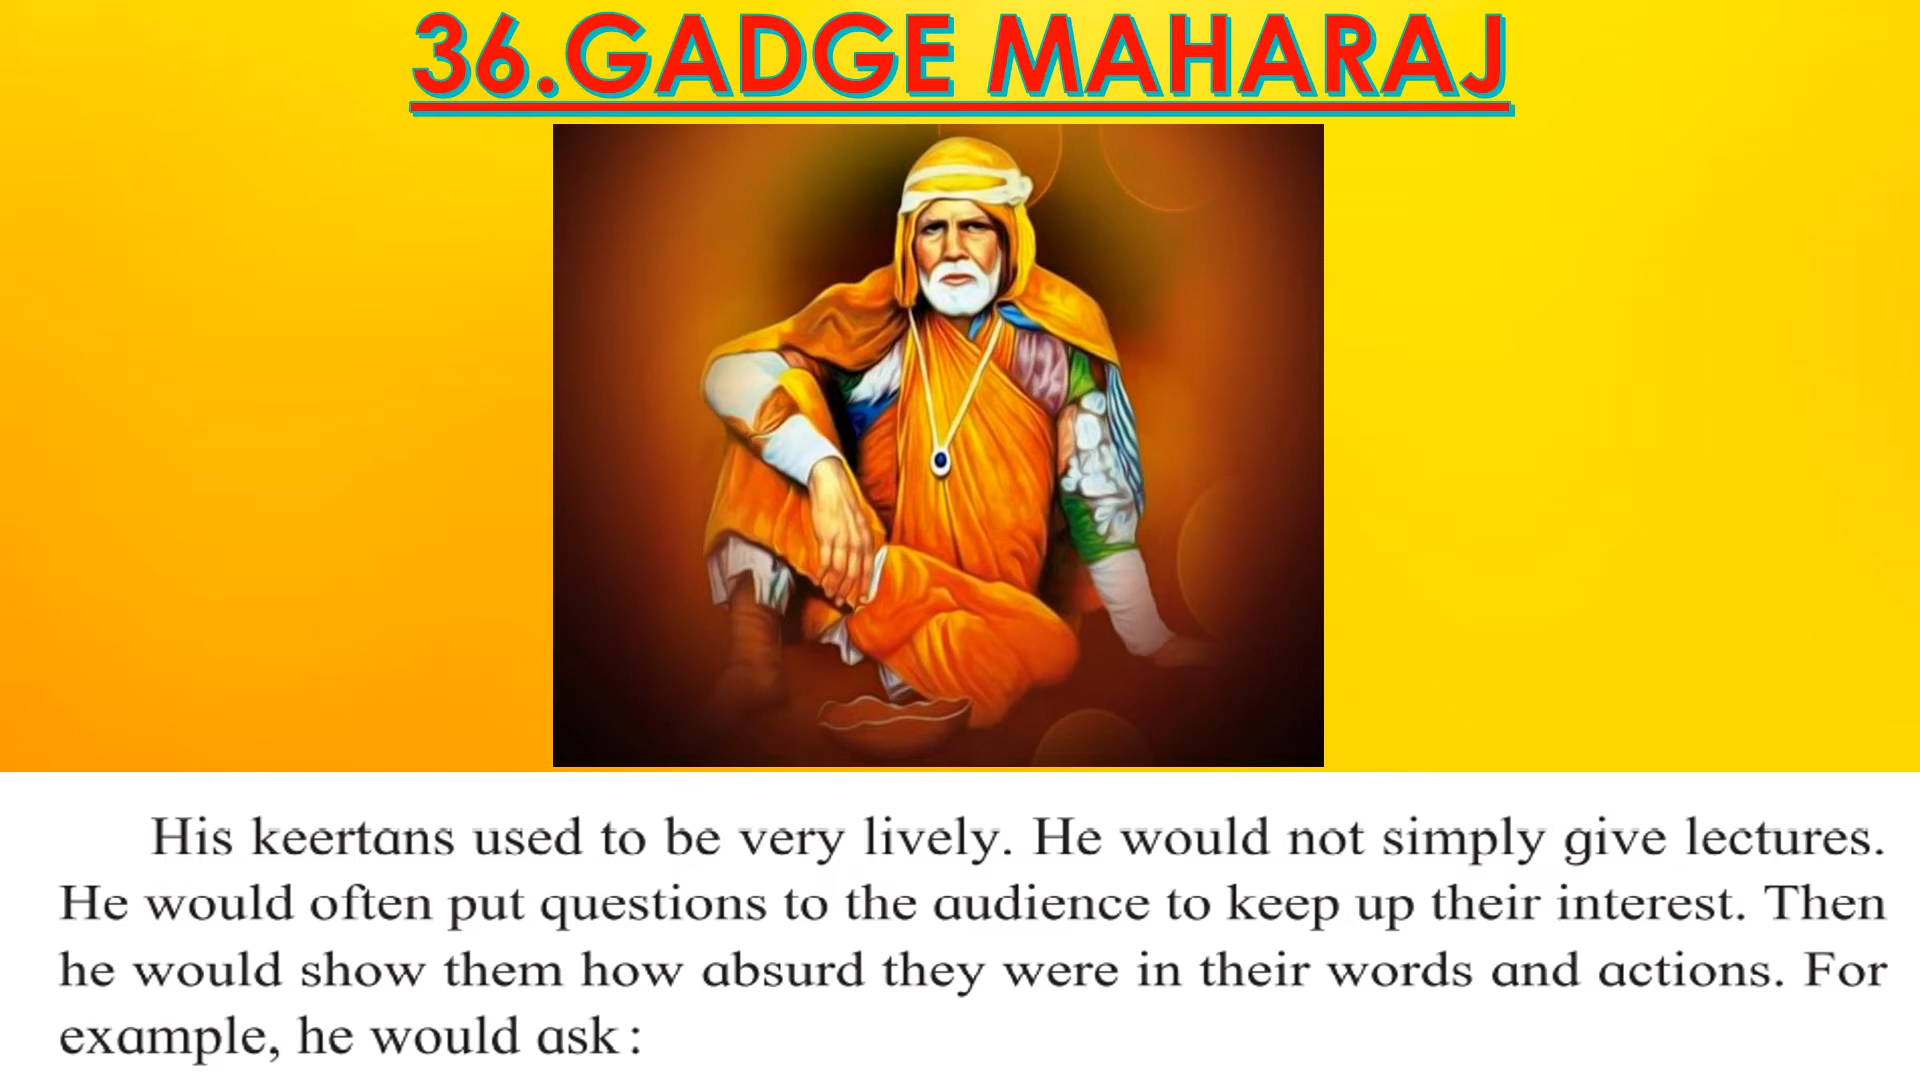 36.GADGE MAHARAJ
His keertans used to be very lively. He would not simply give lectures.
He would often put questions to the audience to keep up their interest. Then
he would show them how absurd they were in their words and actions. For
example, he would ask: